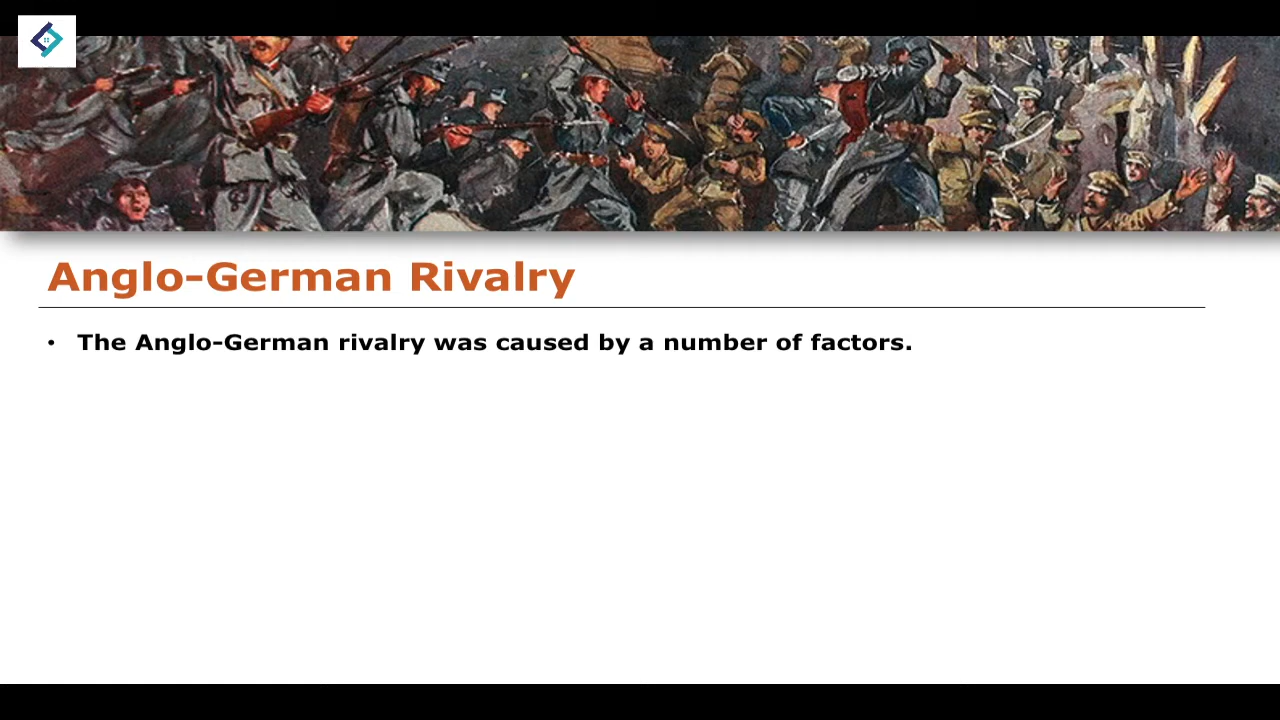 Anglo-German Rivalry
• The Anglo-German rivalry was caused by a number of factors.